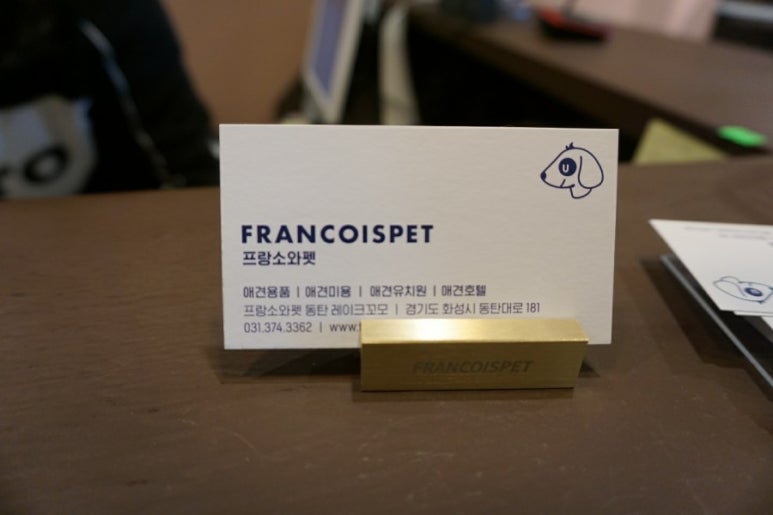 U
FRANCOISPET
프랑소와펫
애견용품 | 애견미용 | 애견유치원 | 애견호텔
프랑소와펫 동탄 레이크꼬모 | 경기도 화성시 동탄대로 181
031.374.3362 | www.
FRANCOISPET